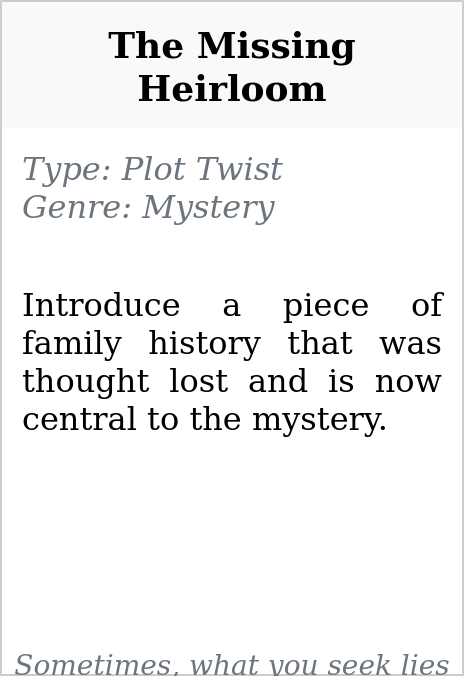 The Missing
Heirloom
Type: Plot Twist
Genre: Mystery
Introduce a piece of
family history that was
thought lost and is now
central to the mystery.
Sometimes, what you seek lies